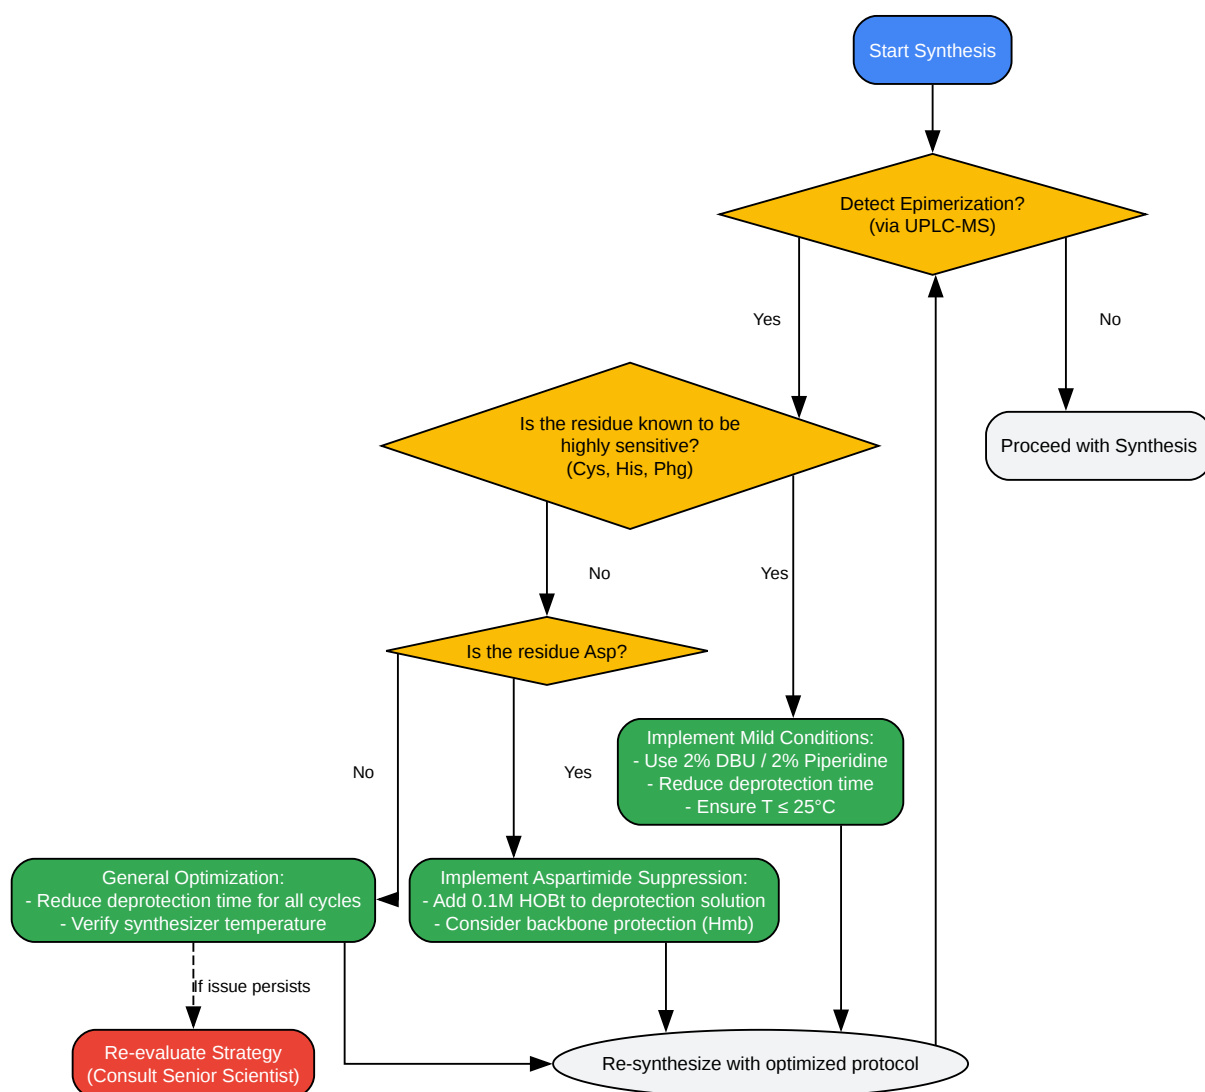 Start Synthesis
Detect Epimerization?
(via UPLC-MS)
Yes
No
Is the residue known to be
highly sensitive?
(Cys, His, Phg)
Proceed with Synthesis
No
Yes
Is the residue Asp?
Implement Mild Conditions:
- Use 2% DBU / 2% Piperidine
- Reduce deprotection time
- Ensure T ≤ 25°C
No
Yes
General Optimization:
- Reduce deprotection time for all cycles
- Verify synthesizer temperature
Implement Aspartimide Suppression:
- Add 0.1M HOBt to deprotection solution
- Consider backbone protection (Hmb)
If issue persists
Re-evaluate Strategy
(Consult Senior Scientist)
Re-synthesize with optimized protocol